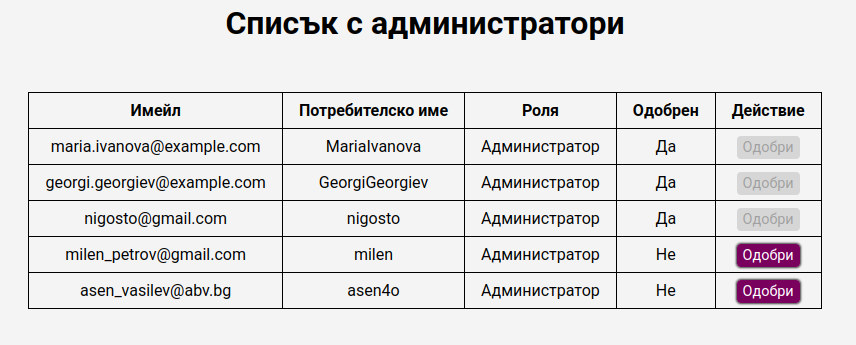 Списък с администратори
Имейл Потребителско име Роля Одобрен Действие
maria.ivanova@example.com MariaIvanova Администратор Да Одобри
georgi.georgiev@example.com GeorgiGeorgiev Администратор Да Одобри
nigosto@gmail.com nigosto Администратор Да Одобри
milen_petrov@gmail.com milen Администратор Не Одобри
asen_vasilev@abv.bg asen4o Администратор Не Одобри